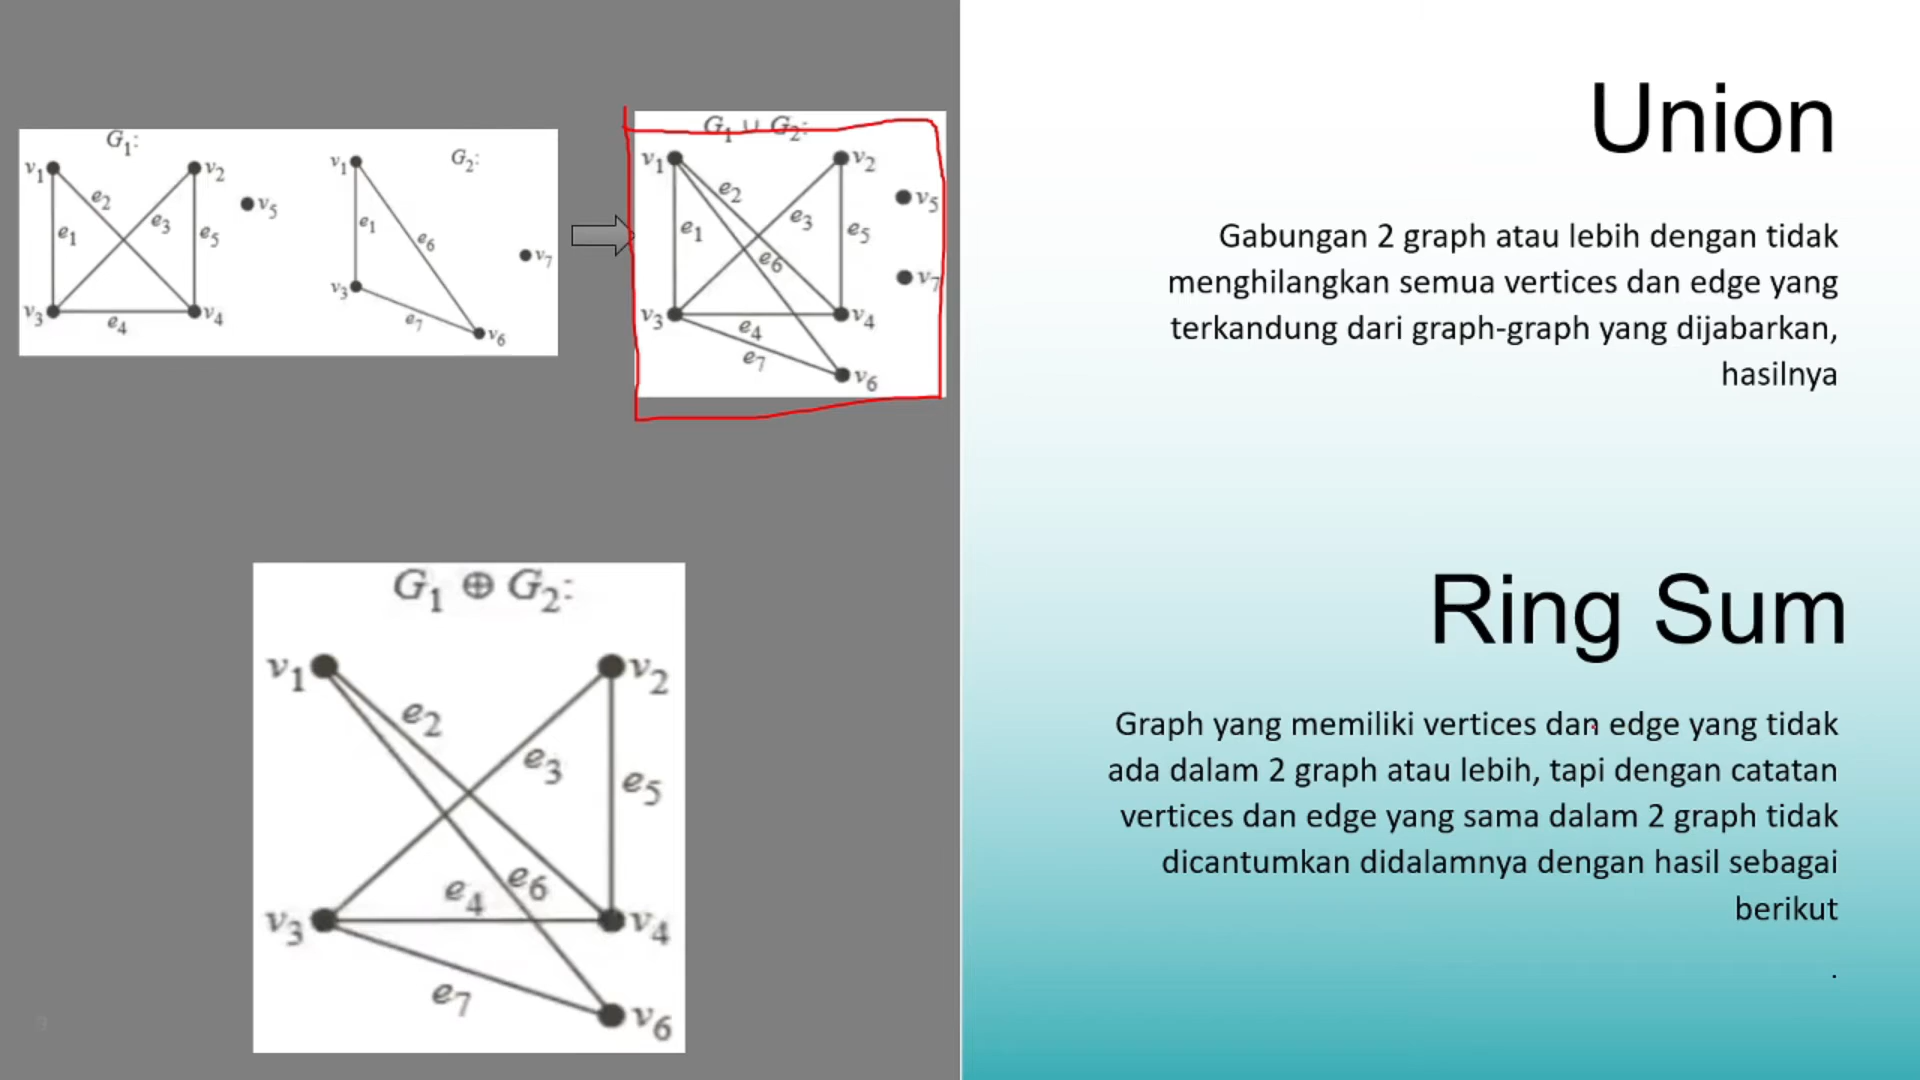 G1:
v1
v2
e2
e3
v5
e1
e5
v3
v4
e4
G2:
v1
e1
e6
v7
v3
e7
v6
G1 ∪ G2:
v1
v2
e2
v5
e3
e1
e5
e6
v7
v3
v4
e4
e7
v6
Union
Gabungan 2 graph atau lebih dengan tidak
menghilangkan semua vertices dan edge yang
terkandung dari graph-graph yang dijabarkan,
hasilnya
G1 ⊕ G2:
v1
v2
e2
e3
e5
e6
e4
v3
v4
e7
v6
Ring Sum
Graph yang memiliki vertices dan edge yang tidak
ada dalam 2 graph atau lebih, tapi dengan catatan
vertices dan edge yang sama dalam 2 graph tidak
dicantumkan didalamnya dengan hasil sebagai
berikut
.
9